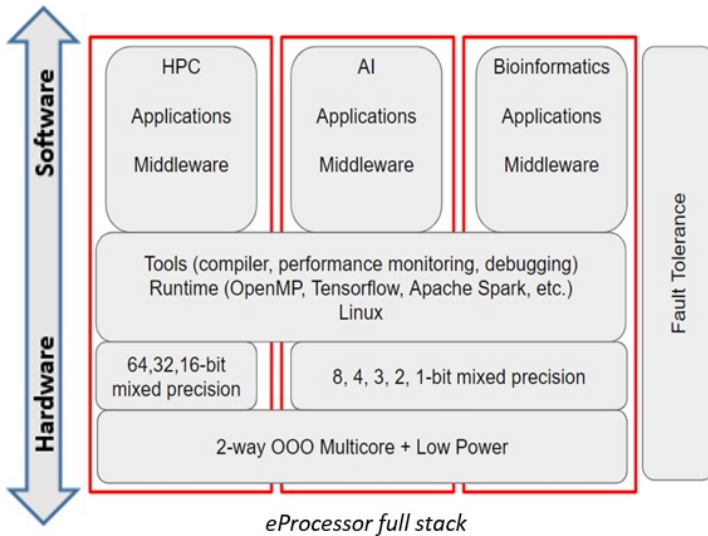 Software
Hardware
HPC
Applications
Middleware
AI
Applications
Middleware
Bioinformatics
Applications
Middleware
Tools (compiler, performance monitoring, debugging)
Runtime (OpenMP, Tensorflow, Apache Spark, etc.)
Linux
64,32,16-bit
mixed precision
8, 4, 3, 2, 1-bit mixed precision
2-way OOO Multicore + Low Power
Fault Tolerance
eProcessor full stack